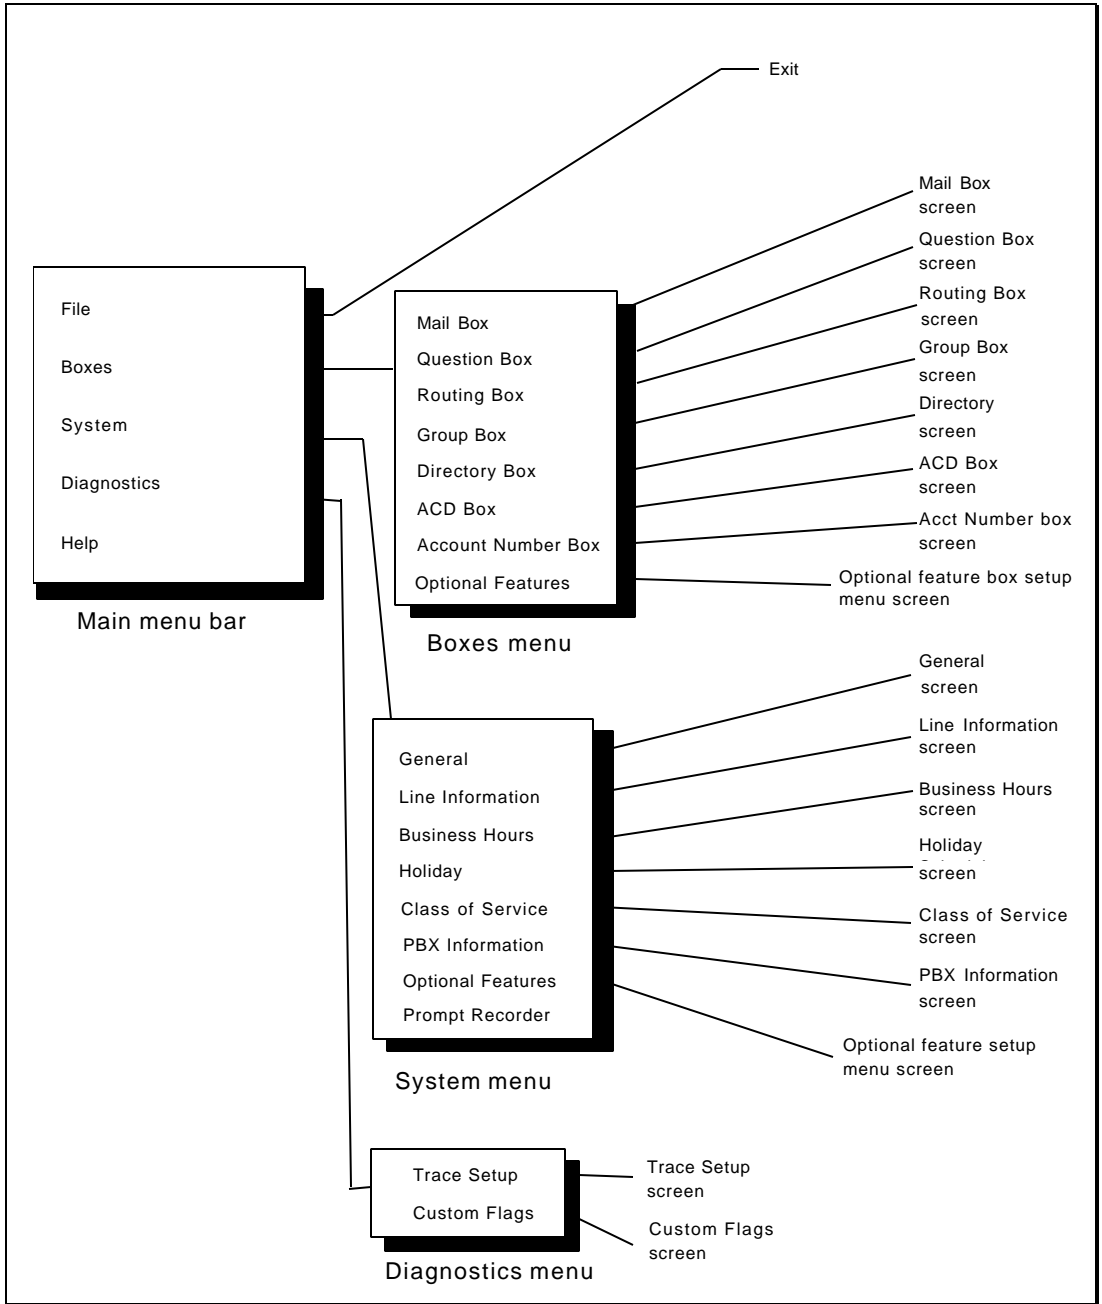 Exit
File
Boxes
System
Diagnostics
Help
Main menu bar
Mail Box
Question Box
Routing Box
Group Box
Directory Box
ACD Box
Account Number Box
Optional Features
Boxes menu
Mail Box
screen
Question Box
screen
Routing Box
screen
Group Box
screen
Directory
screen
ACD Box
screen
Acct Number box
screen
Optional feature box setup
menu screen
General
Line Information
Business Hours
Holiday
Class of Service
PBX Information
Optional Features
Prompt Recorder
System menu
General
screen
Line Information
screen
Business Hours
screen
Holiday
screen
Class of Service
screen
PBX Information
screen
Optional feature setup
menu screen
Trace Setup
Custom Flags
Diagnostics menu
Trace Setup
screen
Custom Flags
screen